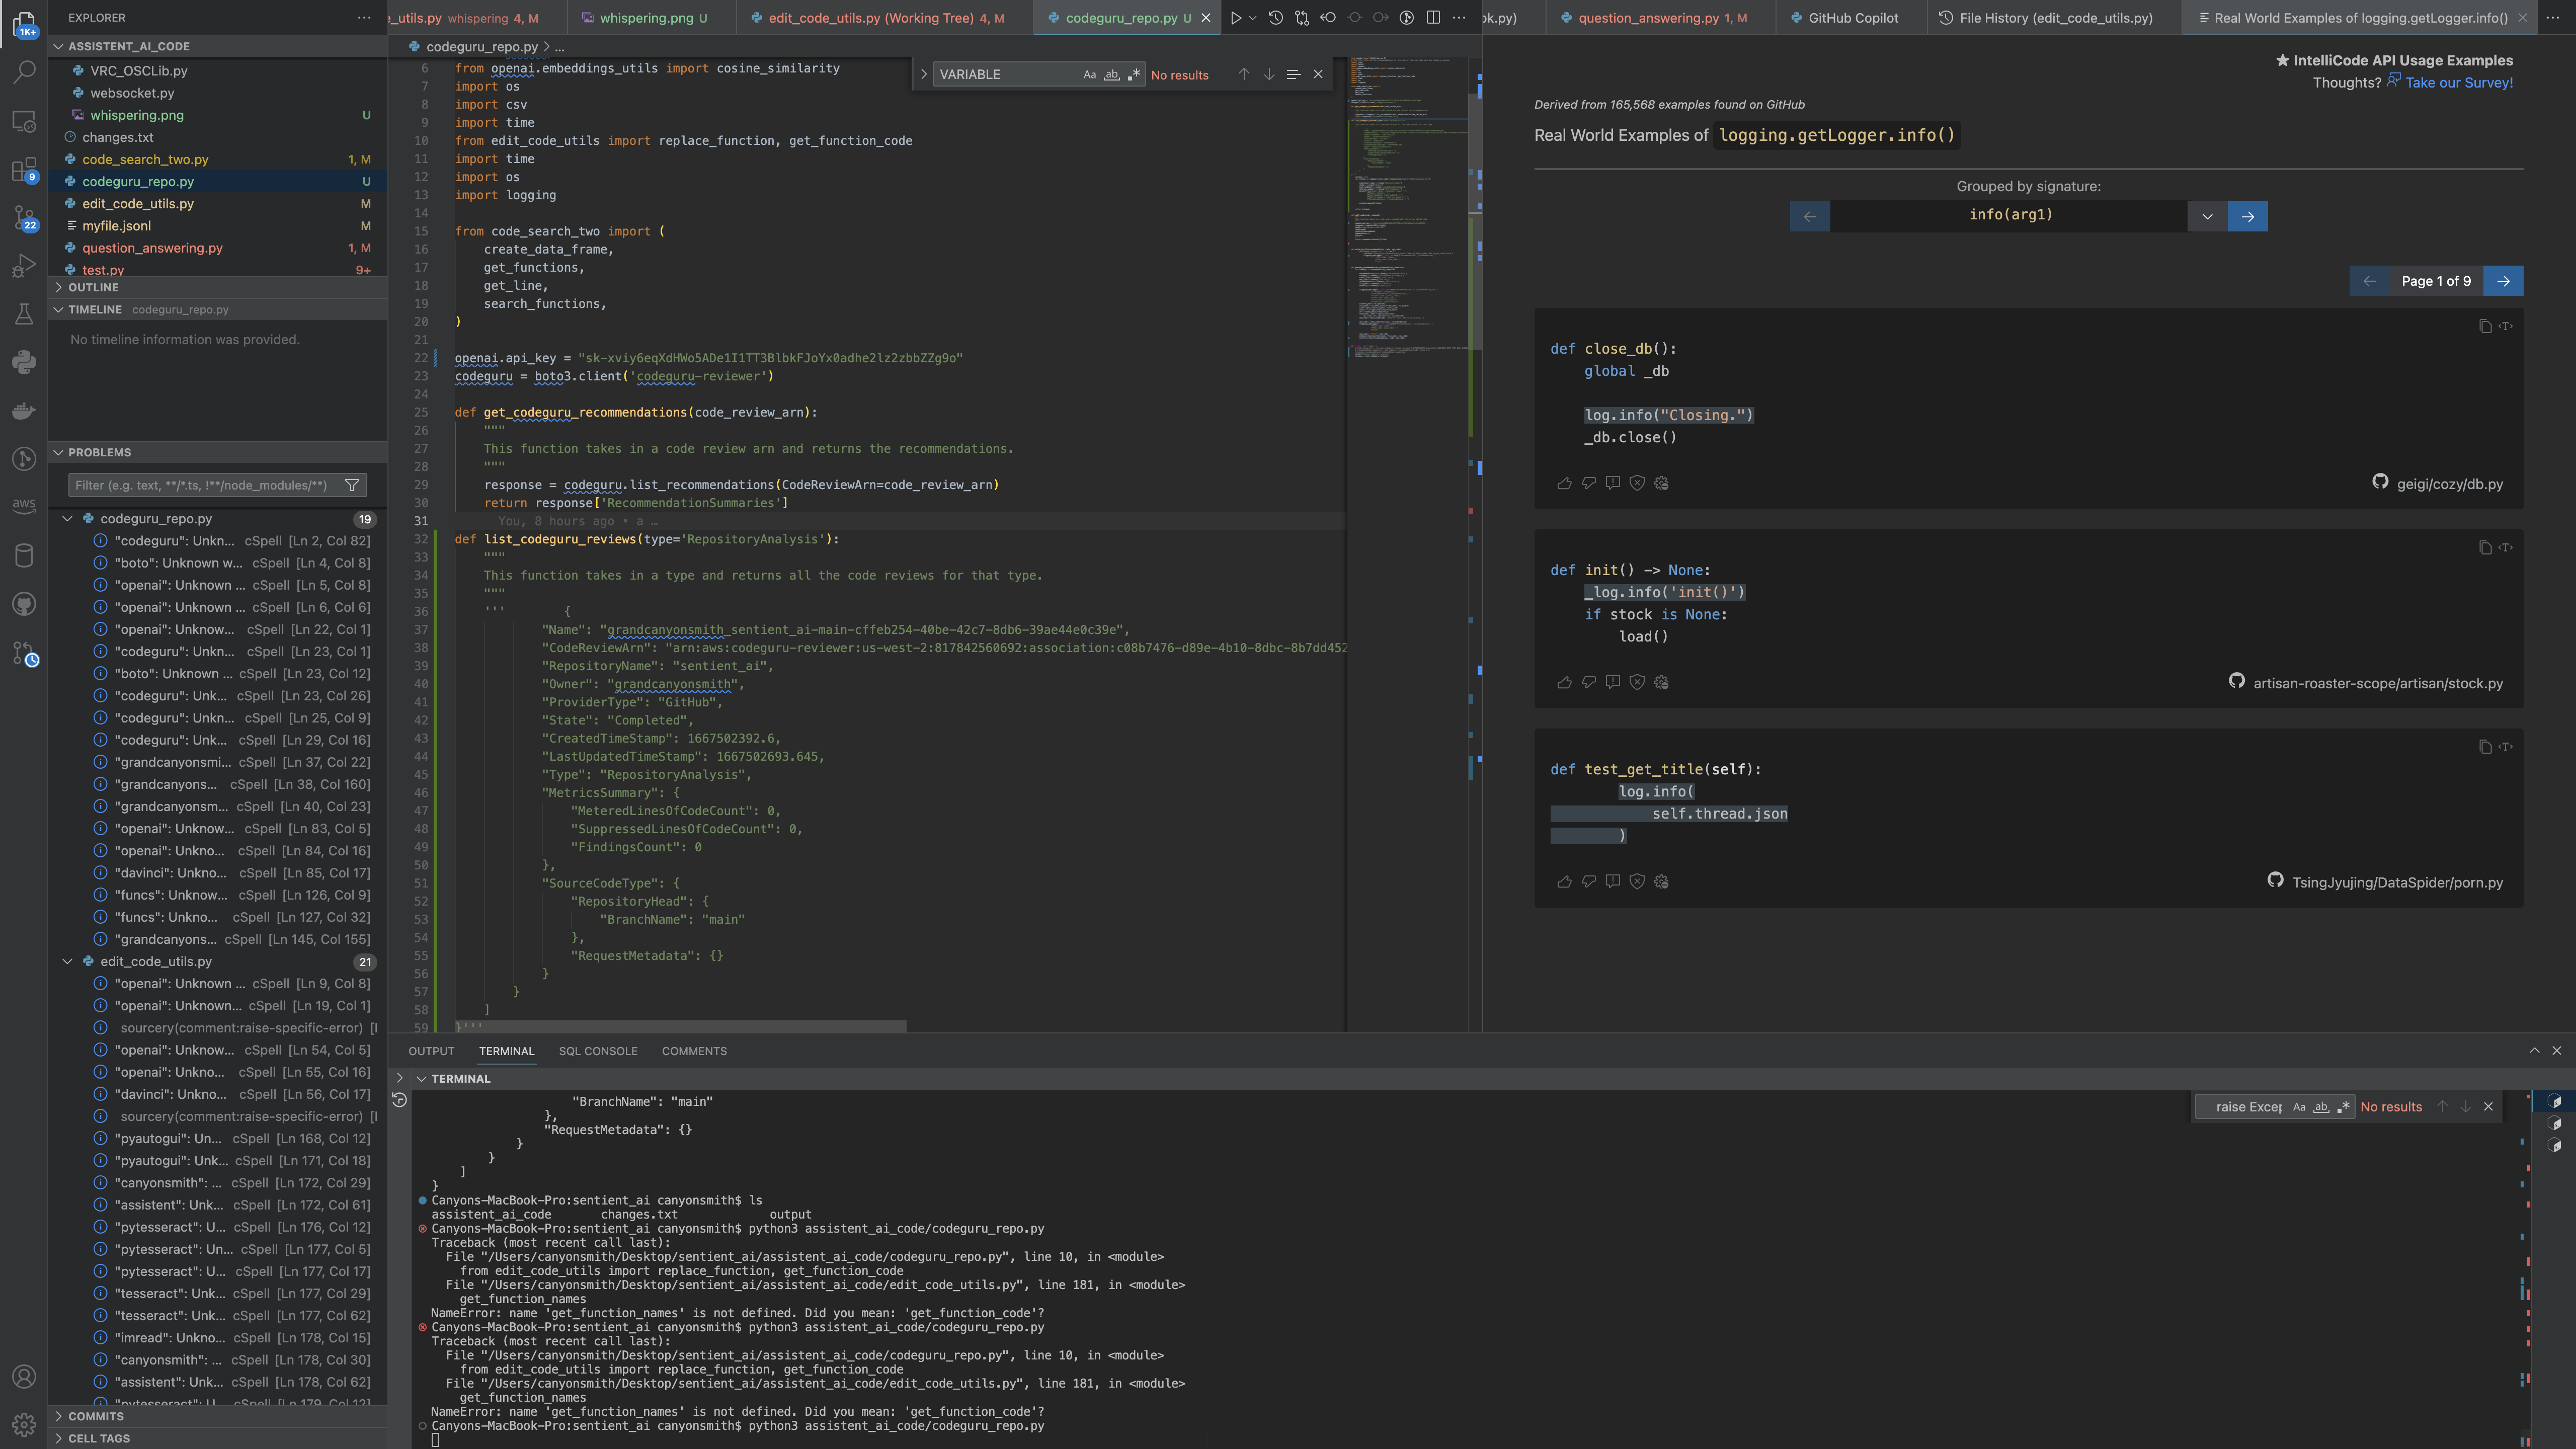 EXPLORER
ASSISTENT_AI_CODE
VRC_OSCLib.py
websocket.py
whispering.png U
changes.txt
code_search_two.py 1, M
codeguru_repo.py U
edit_code_utils.py M
myfile.jsonl M
question_answering.py 1, M
test.py 9+
OUTLINE
TIMELINE codeguru_repo.py
No timeline information was provided.
PROBLEMS
Filter (e.g. text, **/*.ts, !**/node_modules/**)
codeguru_repo.py 19
"codeguru": Unkn... cSpell [Ln 2, Col 82]
"boto": Unknown w... cSpell [Ln 4, Col 8]
"openai": Unknown ... cSpell [Ln 5, Col 8]
"openai": Unknown ... cSpell [Ln 6, Col 6]
"openai": Unknow... cSpell [Ln 22, Col 1]
"codeguru": Unkn... cSpell [Ln 23, Col 1]
"boto": Unknown ... cSpell [Ln 23, Col 12]
"codeguru": Unk... cSpell [Ln 23, Col 26]
"codeguru": Unkn... cSpell [Ln 25, Col 9]
"codeguru": Unk... cSpell [Ln 29, Col 16]
"grandcanyonsmi... cSpell [Ln 37, Col 22]
"grandcanyons... cSpell [Ln 38, Col 160]
"grandcanyonsm... cSpell [Ln 40, Col 23]
"openai": Unknow... cSpell [Ln 83, Col 5]
"openai": Unkno... cSpell [Ln 84, Col 16]
"davinci": Unkno... cSpell [Ln 85, Col 17]
"funcs": Unknow... cSpell [Ln 126, Col 9]
"funcs": Unkno... cSpell [Ln 127, Col 32]
"grandcanyons... cSpell [Ln 145, Col 155]
edit_code_utils.py 21
"openai": Unknown ... cSpell [Ln 9, Col 8]
"openai": Unknown... cSpell [Ln 19, Col 1]
sourcery(comment:raise-specific-error) [l
"openai": Unknow... cSpell [Ln 54, Col 5]
"openai": Unkno... cSpell [Ln 55, Col 16]
"davinci": Unkno... cSpell [Ln 56, Col 17]
sourcery(comment:raise-specific-error) [l
"pyautogui": Un... cSpell [Ln 168, Col 12]
"pyautogui": Unk... cSpell [Ln 171, Col 18]
"canyonsmith": ... cSpell [Ln 172, Col 29]
"assistent": Unk... cSpell [Ln 172, Col 61]
"pytesseract": U... cSpell [Ln 176, Col 12]
"pytesseract": Un... cSpell [Ln 177, Col 5]
"pytesseract": U... cSpell [Ln 177, Col 17]
"tesseract": Unk... cSpell [Ln 177, Col 29]
"tesseract": Unk... cSpell [Ln 177, Col 62]
"imread": Unkno... cSpell [Ln 178, Col 15]
"canyonsmith": ... cSpell [Ln 178, Col 30]
"assistent": Unk... cSpell [Ln 178, Col 62]
"pytesseract": U... cSpell [Ln 179, Col 12]
COMMITS
CELL TAGS
1K+
9
22
aws
e_utils.py whispering 4, M
whispering.png U
edit_code_utils.py (Working Tree) 4, M
codeguru_repo.py U
codeguru_repo.py > ...
VARIABLE Aa ab No results
6 from openai.embeddings_utils import cosine_similarity
7 import os
8 import csv
9 import time
10 from edit_code_utils import replace_function, get_function_code
11 import time
12 import os
13 import logging
14
15 from code_search_two import (
16 create_data_frame,
17 get_functions,
18 get_line,
19 search_functions,
20 )
21
22 openai.api_key = "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"
23 codeguru = boto3.client('codeguru-reviewer')
24
25 def get_codeguru_recommendations(code_review_arn):
26 """
27 This function takes in a code review arn and returns the recommendations.
28 """
29 response = codeguru.list_recommendations(CodeReviewArn=code_review_arn)
30 return response['RecommendationSummaries']
31 You, 8 hours ago • a …
32 def list_codeguru_reviews(type='RepositoryAnalysis'):
33 """
34 This function takes in a type and returns all the code reviews for that type.
35 """
36 ''' {
37 "Name": "grandcanyonsmith_sentient_ai-main-cffeb254-40be-42c7-8db6-39ae44e0c39e",
38 "CodeReviewArn": "arn:aws:codeguru-reviewer:us-west-2:817842560692:association:c08b7476-d89e-4b10-8dbc-8b7dd452
39 "RepositoryName": "sentient_ai",
40 "Owner": "grandcanyonsmith",
41 "ProviderType": "GitHub",
42 "State": "Completed",
43 "CreatedTimeStamp": 1667502392.6,
44 "LastUpdatedTimeStamp": 1667502693.645,
45 "Type": "RepositoryAnalysis",
46 "MetricsSummary": {
47 "MeteredLinesOfCodeCount": 0,
48 "SuppressedLinesOfCodeCount": 0,
49 "FindingsCount": 0
50 },
51 "SourceCodeType": {
52 "RepositoryHead": {
53 "BranchName": "main"
54 },
55 "RequestMetadata": {}
56 }
57 }
58 ]
59 }'''
ok.py)
question_answering.py 1, M
GitHub Copilot
File History (edit_code_utils.py)
Real World Examples of logging.getLogger.info()
★ IntelliCode API Usage Examples
Thoughts? Take our Survey!
Derived from 165,568 examples found on GitHub
Real World Examples of logging.getLogger.info()
Grouped by signature:
info(arg1)
Page 1 of 9
def close_db():
global _db
log.info("Closing.")
_db.close()
geigi/cozy/db.py
def init() -> None:
_log.info('init()')
if stock is None:
load()
artisan-roaster-scope/artisan/stock.py
def test_get_title(self):
log.info(
self.thread.json
)
TsingJyujing/DataSpider/porn.py
OUTPUT TERMINAL SQL CONSOLE COMMENTS
TERMINAL
raise Excep Aa ab No results
"BranchName": "main"
},
"RequestMetadata": {}
}
}
]
}
Canyons-MacBook-Pro:sentient_ai canyonsmith$ ls
assistent_ai_code changes.txt output
Canyons-MacBook-Pro:sentient_ai canyonsmith$ python3 assistent_ai_code/codeguru_repo.py
Traceback (most recent call last):
File "/Users/canyonsmith/Desktop/sentient_ai/assistent_ai_code/codeguru_repo.py", line 10, in <module>
from edit_code_utils import replace_function, get_function_code
File "/Users/canyonsmith/Desktop/sentient_ai/assistent_ai_code/edit_code_utils.py", line 181, in <module>
get_function_names
NameError: name 'get_function_names' is not defined. Did you mean: 'get_function_code'?
Canyons-MacBook-Pro:sentient_ai canyonsmith$ python3 assistent_ai_code/codeguru_repo.py
Traceback (most recent call last):
File "/Users/canyonsmith/Desktop/sentient_ai/assistent_ai_code/codeguru_repo.py", line 10, in <module>
from edit_code_utils import replace_function, get_function_code
File "/Users/canyonsmith/Desktop/sentient_ai/assistent_ai_code/edit_code_utils.py", line 181, in <module>
get_function_names
NameError: name 'get_function_names' is not defined. Did you mean: 'get_function_code'?
Canyons-MacBook-Pro:sentient_ai canyonsmith$ python3 assistent_ai_code/codeguru_repo.py